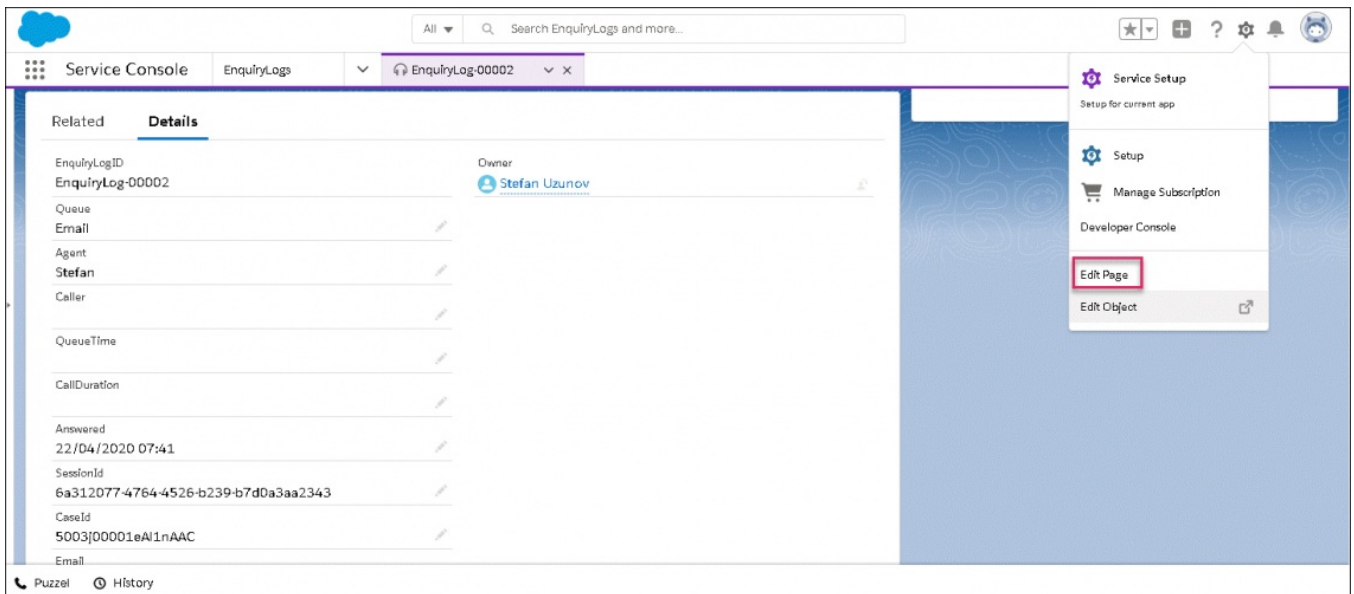 All
Search EnquiryLogs and more...
Service Console
EnquiryLogs
EnquiryLog-00002
Related
Details
EnquiryLogID
EnquiryLog-00002
Queue
Email
Agent
Stefan
Caller
QueueTime
CallDuration
Answered
22/04/2020 07:41
SessionId
6a312077-4764-4526-b239-b7d0a3aa2343
CaseId
5003j00001eAl1nAAC
Email
Owner
Stefan Uzunov
Service Setup
Setup for current app
Setup
Manage Subscription
Developer Console
Edit Page
Edit Object
Puzzel
History